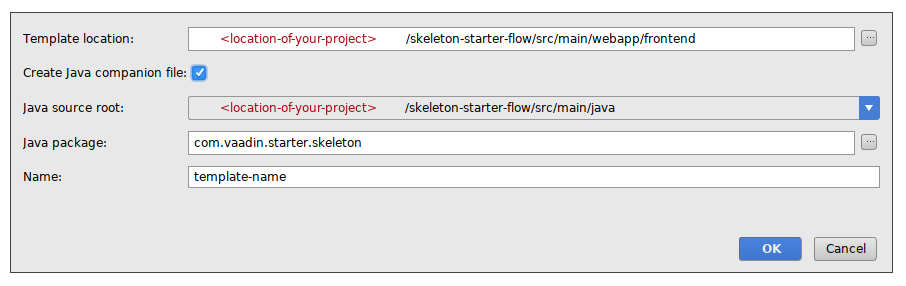 Template location: <location-of-your-project> /skeleton-starter-flow/src/main/webapp/frontend ...
Create Java companion file:
Java source root: <location-of-your-project> /skeleton-starter-flow/src/main/java
Java package: com.vaadin.starter.skeleton ...
Name: template-name
OK Cancel